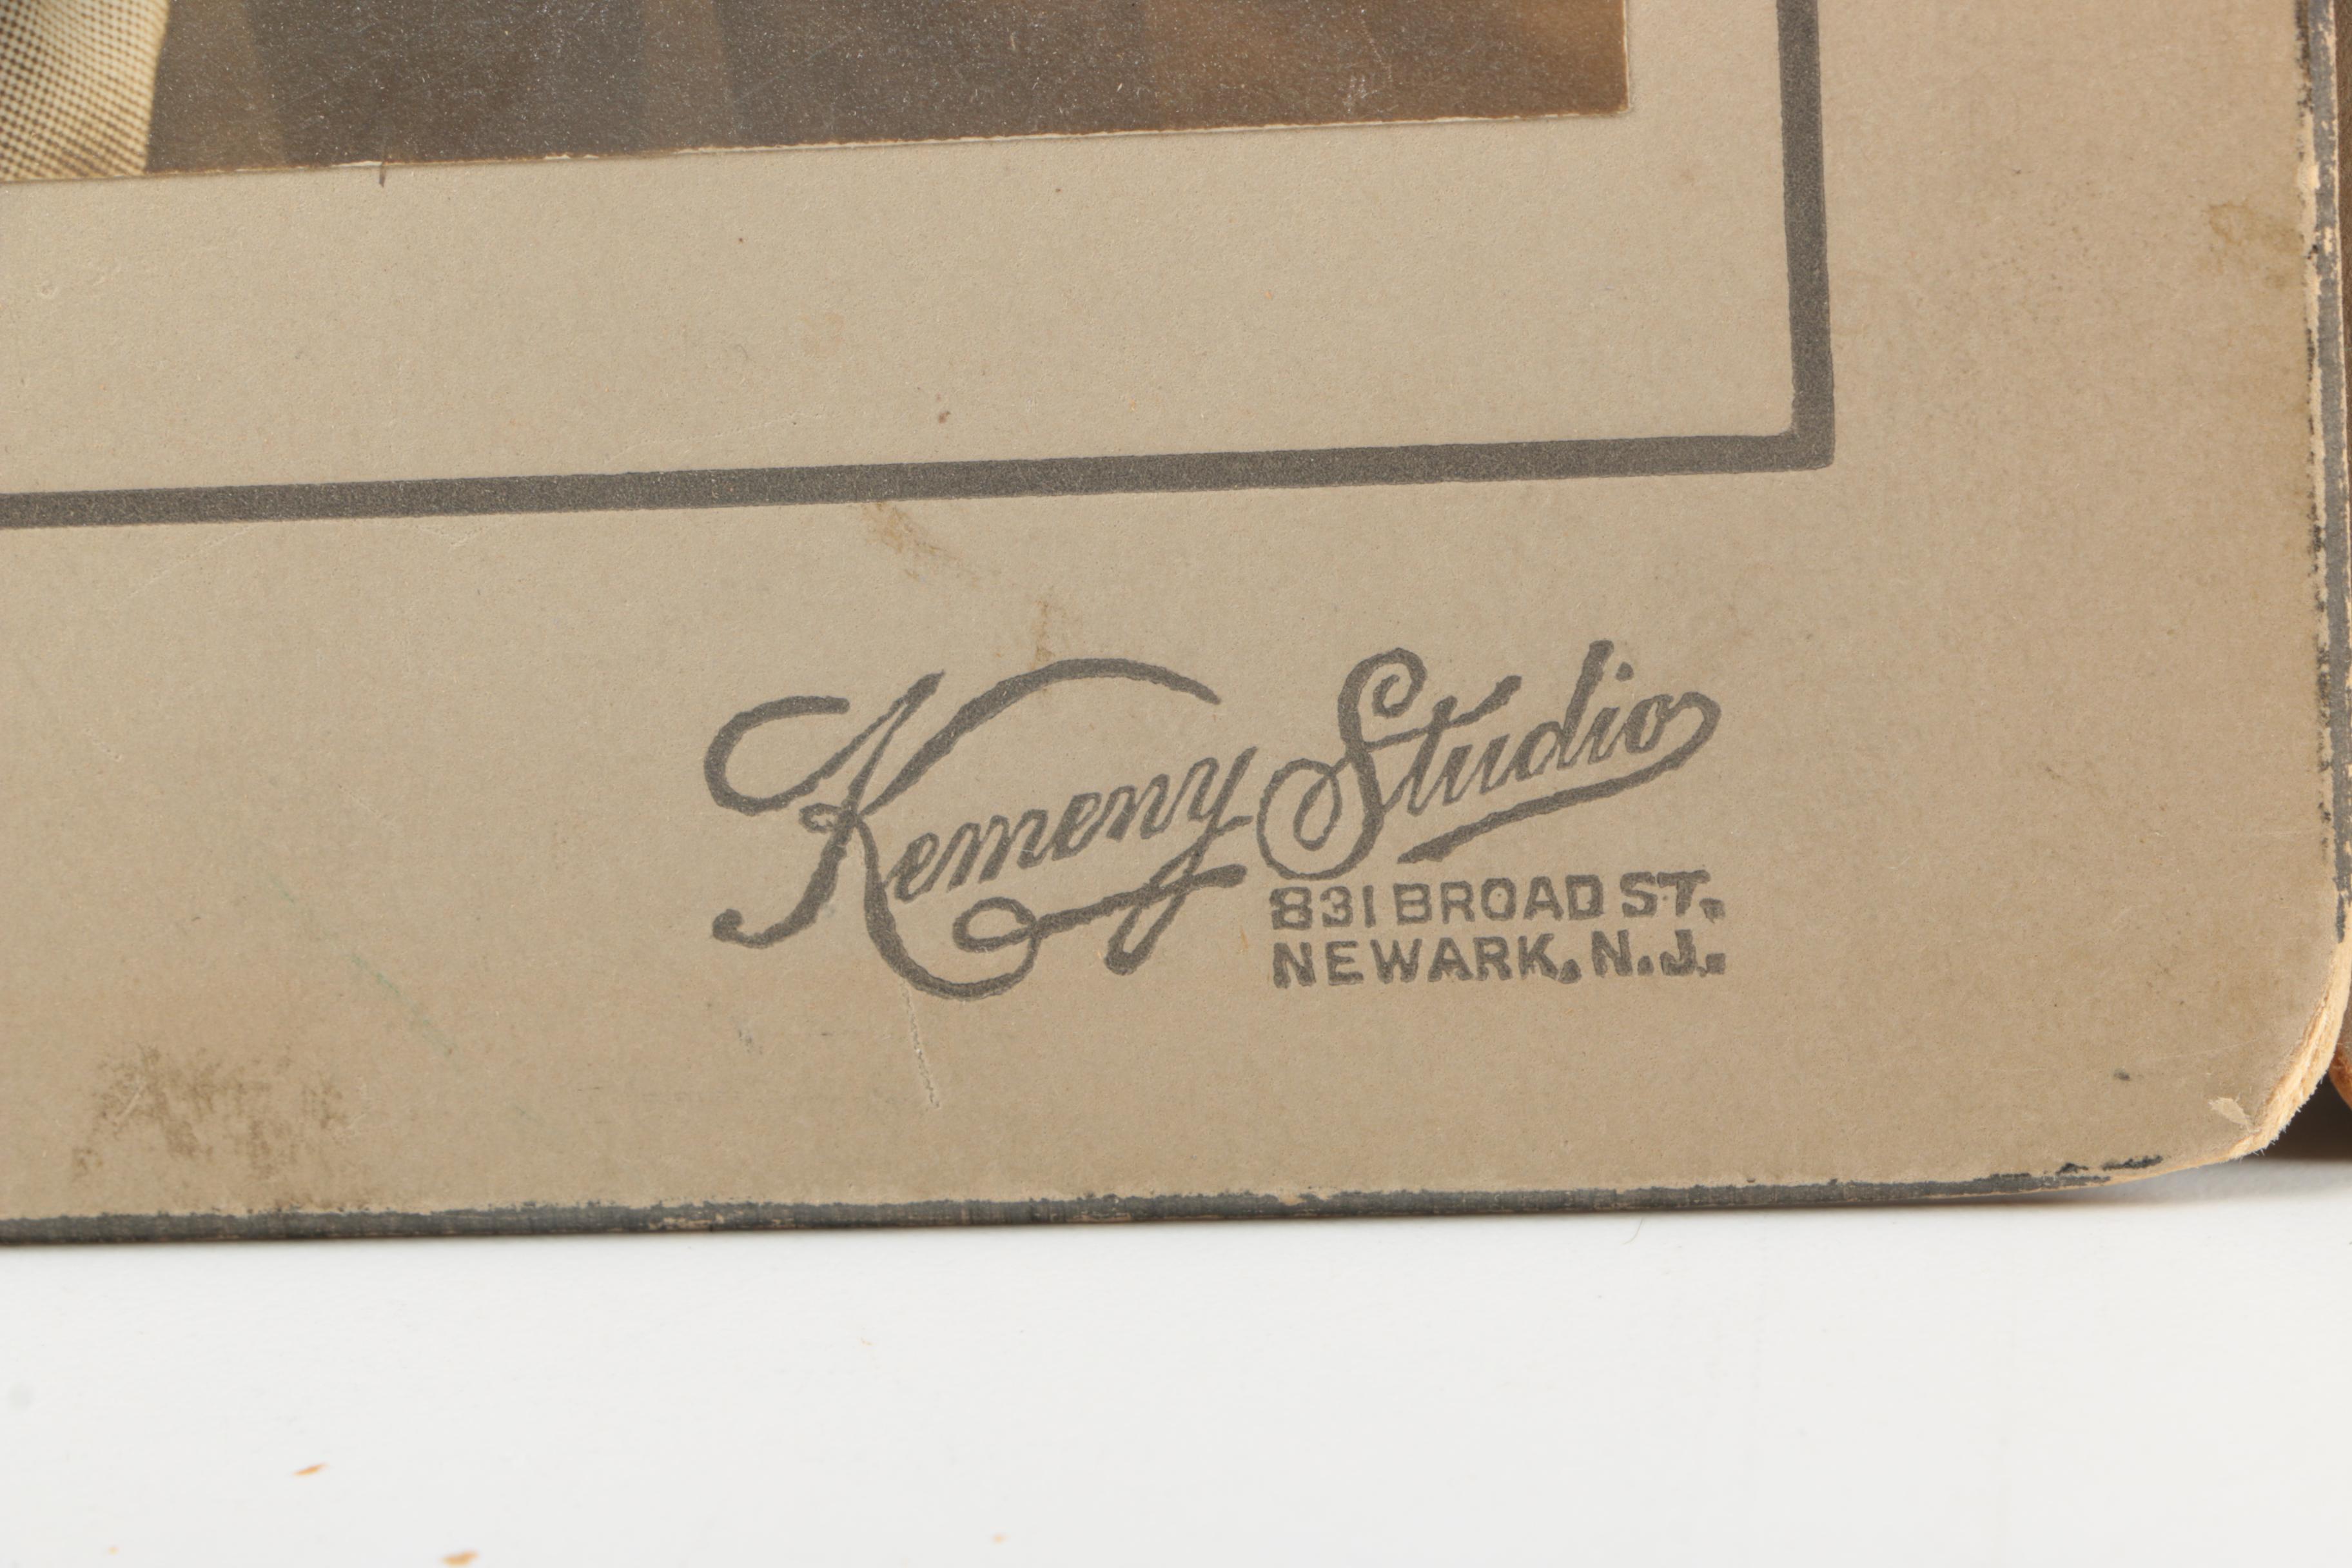 Kemeny Studio
831 BROAD ST.
NEWARK, N.J.